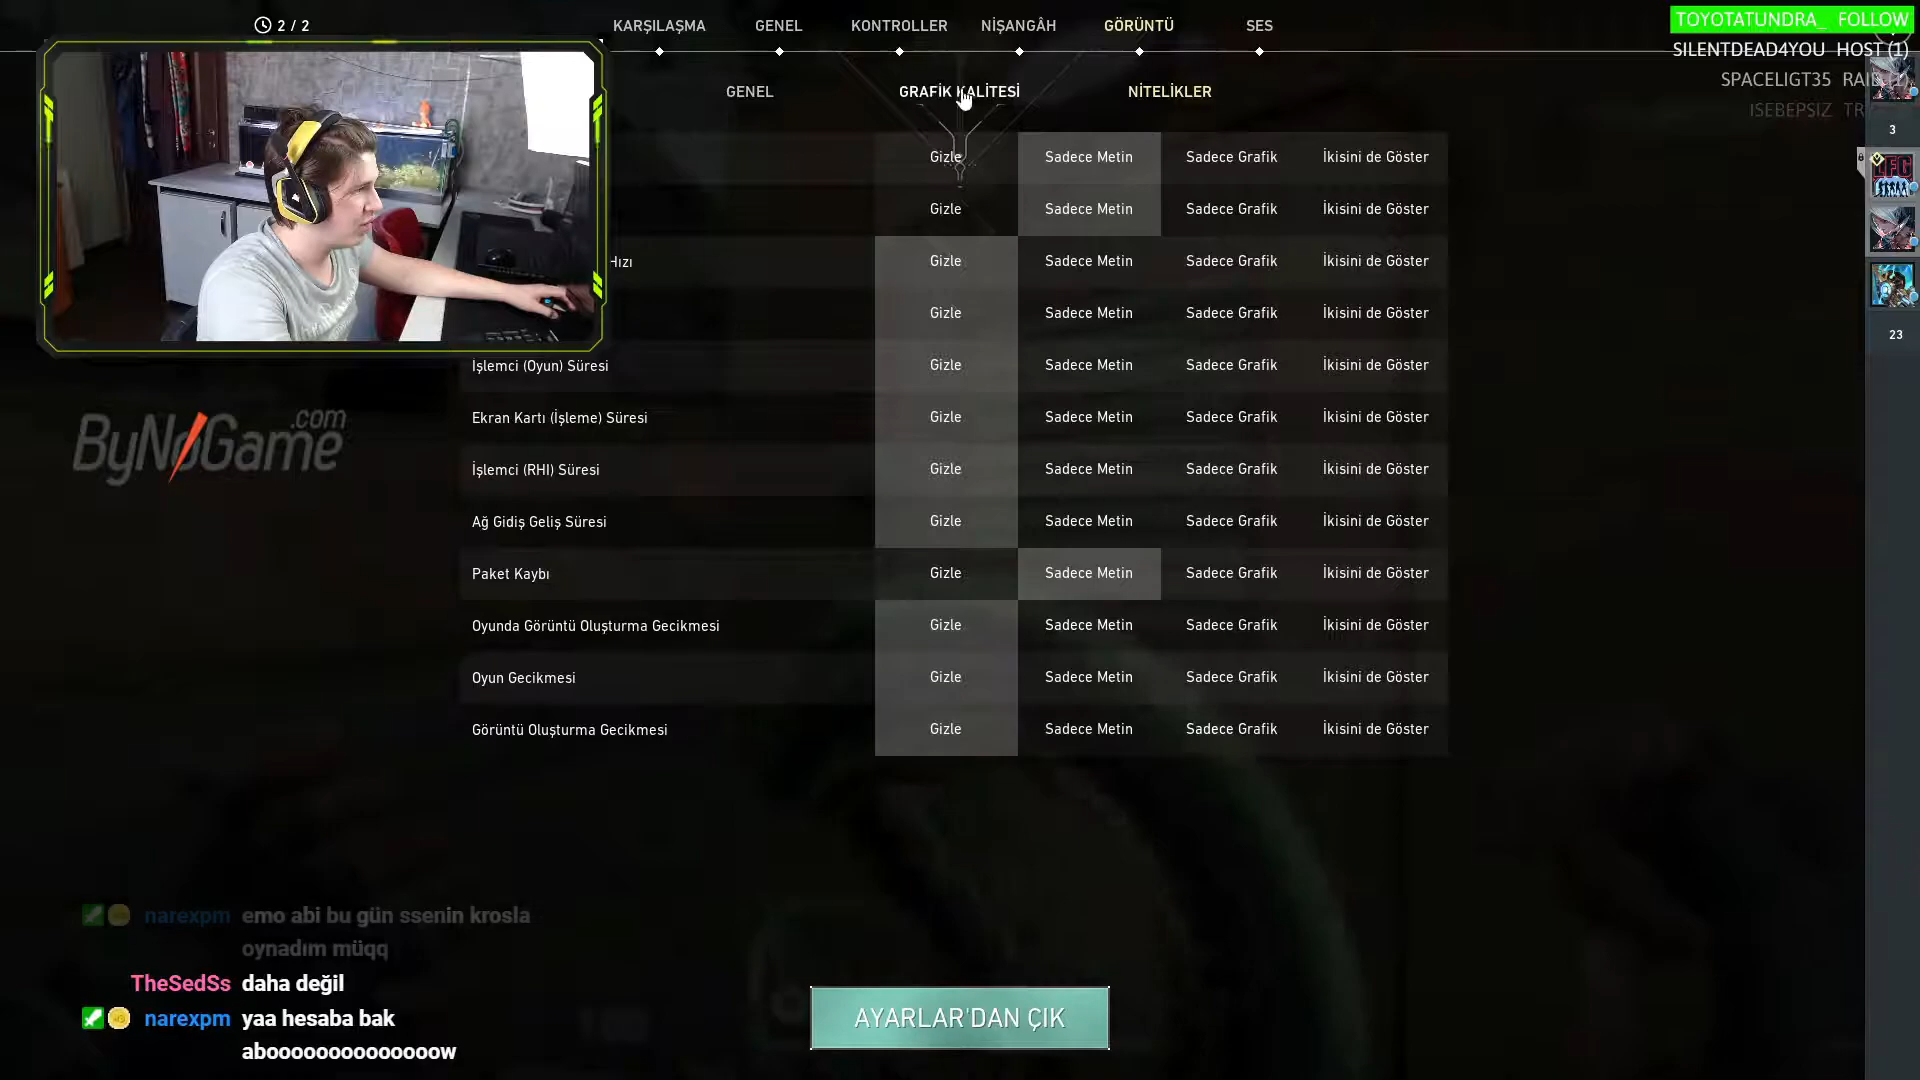 2 / 2
KARŞILAŞMA GENEL KONTROLLER NİŞANGÂH GÖRÜNTÜ SES
TOYOTATUNDRA_ FOLLOW
SILENTDEAD4YOU HOST (1)
SPACELIGT35 RAID (1)
ISEBEPSIZ
GENEL GRAFİK KALİTESİ NİTELİKLER
3
Gizle Sadece Metin Sadece Grafik İkisini de Göster
Gizle Sadece Metin Sadece Grafik İkisini de Göster
Hızı Gizle Sadece Metin Sadece Grafik İkisini de Göster
Gizle Sadece Metin Sadece Grafik İkisini de Göster
23
İşlemci (Oyun) Süresi Gizle Sadece Metin Sadece Grafik İkisini de Göster
Ekran Kartı (İşleme) Süresi Gizle Sadece Metin Sadece Grafik İkisini de Göster
İşlemci (RHI) Süresi Gizle Sadece Metin Sadece Grafik İkisini de Göster
Ağ Gidiş Geliş Süresi Gizle Sadece Metin Sadece Grafik İkisini de Göster
Paket Kaybı Gizle Sadece Metin Sadece Grafik İkisini de Göster
Oyunda Görüntü Oluşturma Gecikmesi Gizle Sadece Metin Sadece Grafik İkisini de Göster
Oyun Gecikmesi Gizle Sadece Metin Sadece Grafik İkisini de Göster
Görüntü Oluşturma Gecikmesi Gizle Sadece Metin Sadece Grafik İkisini de Göster
ByNoGame.com
narexpm emo abi bu gün ssenin krosla
oynadım müqq
TheSedSs daha değil
narexpm yaa hesaba bak
abooooooooooooooow
AYARLAR'DAN ÇIK